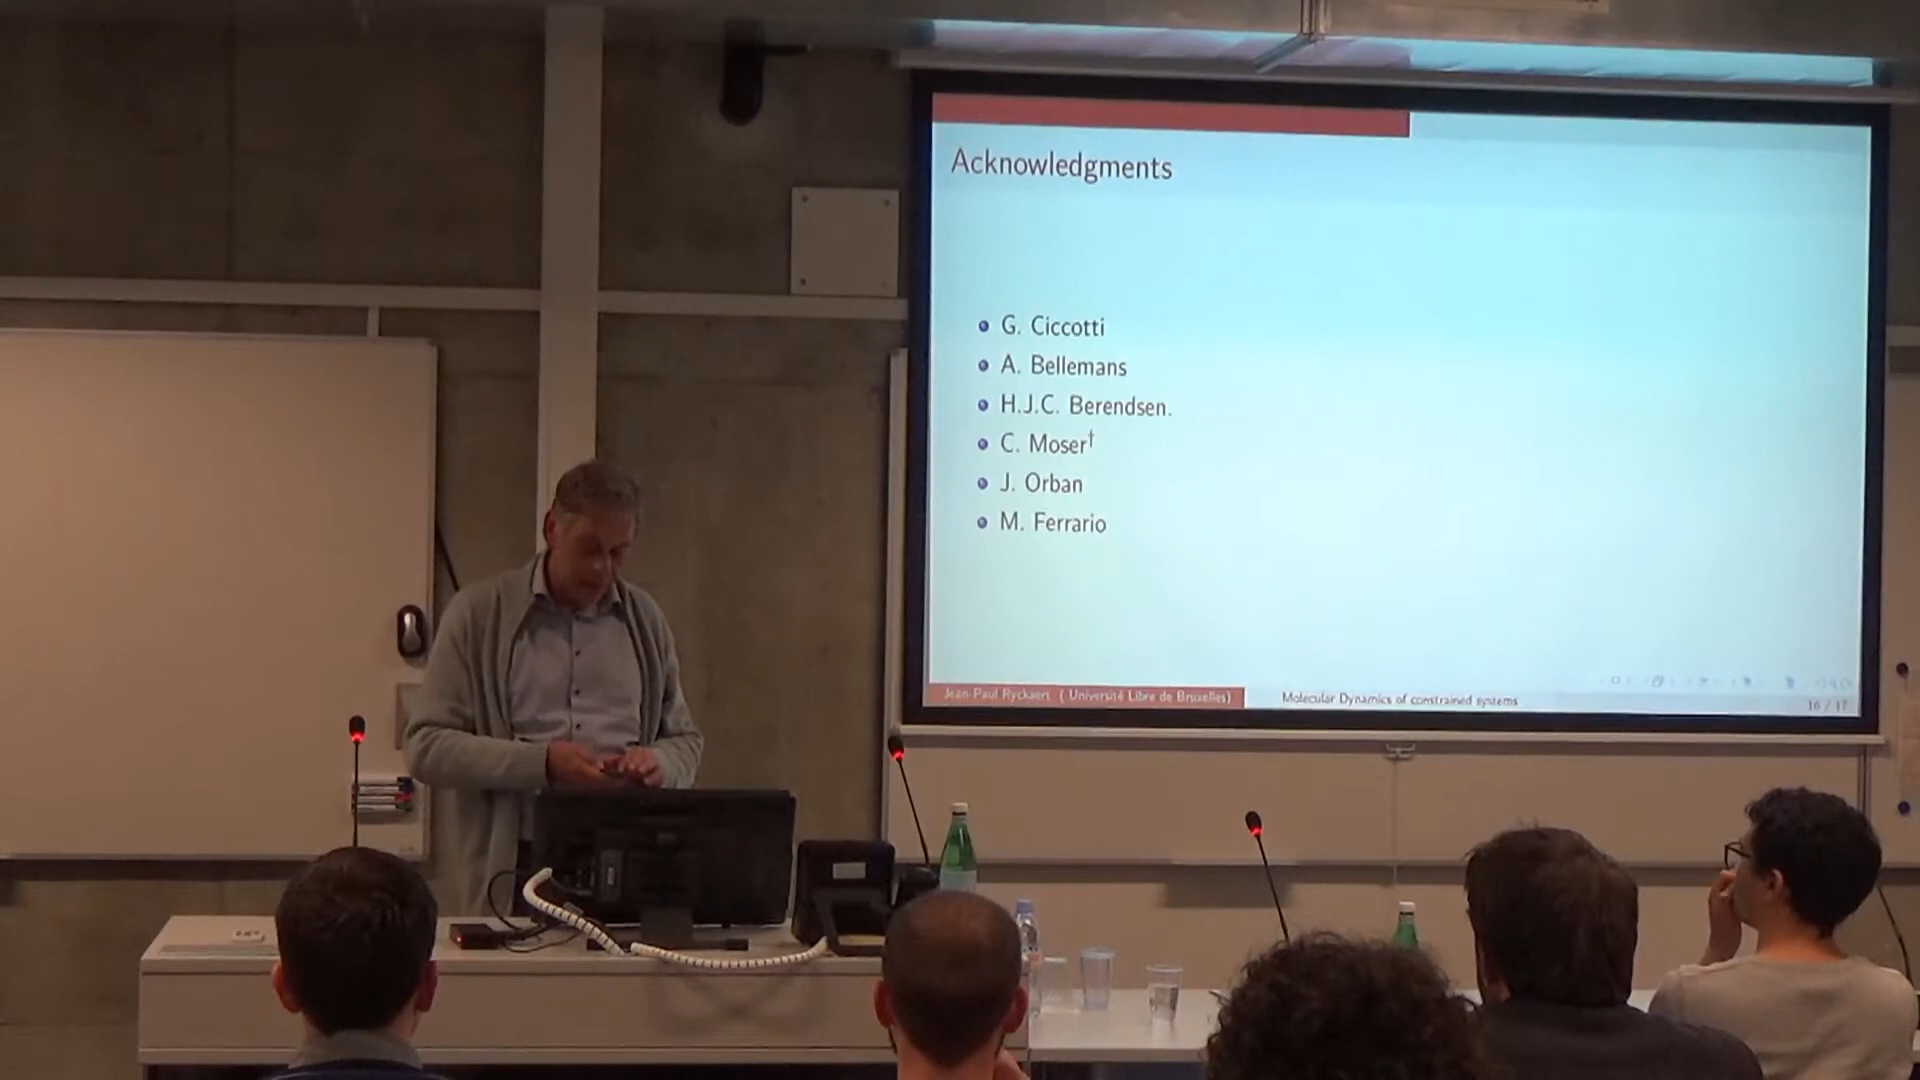 Acknowledgments
G. Ciccotti
A. Bellemans
H.J.C. Berendsen.
C. Moser†
J. Orban
M. Ferrario
Jean-Paul Ryckaert ( Université Libre de Bruxelles)
Molecular Dynamics of constrained systems
16 / 17